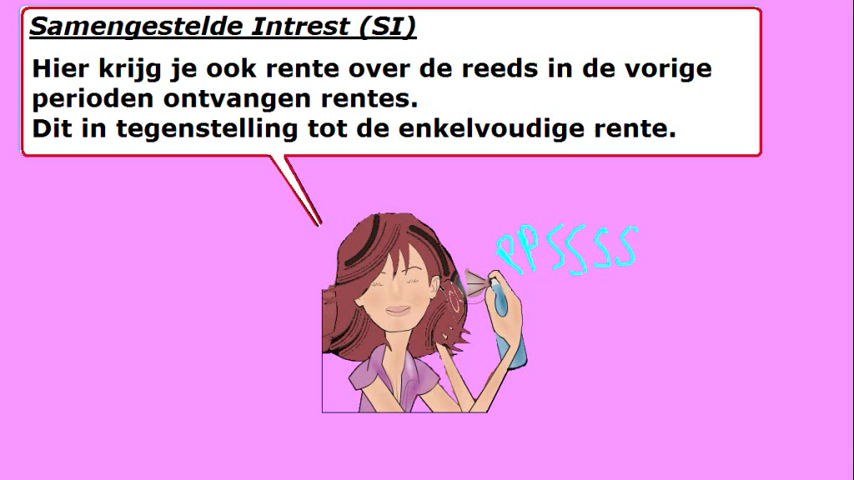 Samengestelde Intrest (SI)
Hier krijg je ook rente over de reeds in de vorige
perioden ontvangen rentes.
Dit in tegenstelling tot de enkelvoudige rente.
PPSSSS